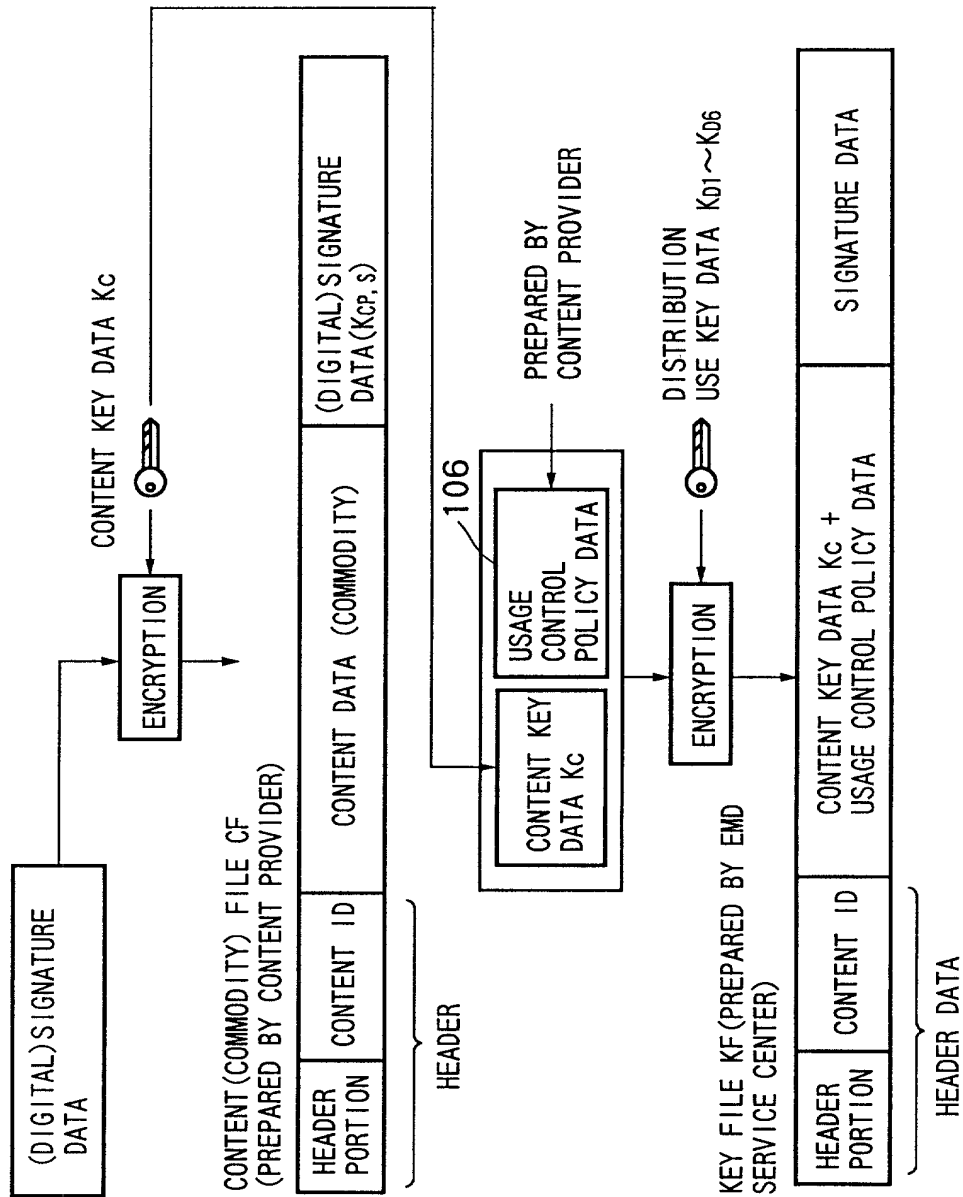 (DIGITAL)SIGNATURE
DATA
CONTENT KEY DATA Kc
ENCRYPTION
CONTENT(COMMODITY) FILE CF
(PREPARED BY CONTENT PROVIDER)
HEADER
PORTION
CONTENT ID
CONTENT DATA (COMMODITY)
(DIGITAL)SIGNATURE
DATA(KCP, S)
HEADER
106
CONTENT KEY
DATA Kc
USAGE
CONTROL
POLICY DATA
PREPARED BY
CONTENT PROVIDER
ENCRYPTION
DISTRIBUTION
USE KEY DATA KD1~KD6
KEY FILE KF(PREPARED BY EMD
SERVICE CENTER)
HEADER
PORTION
CONTENT ID
CONTENT KEY DATA Kc +
USAGE CONTROL POLICY DATA
SIGNATURE DATA
HEADER DATA